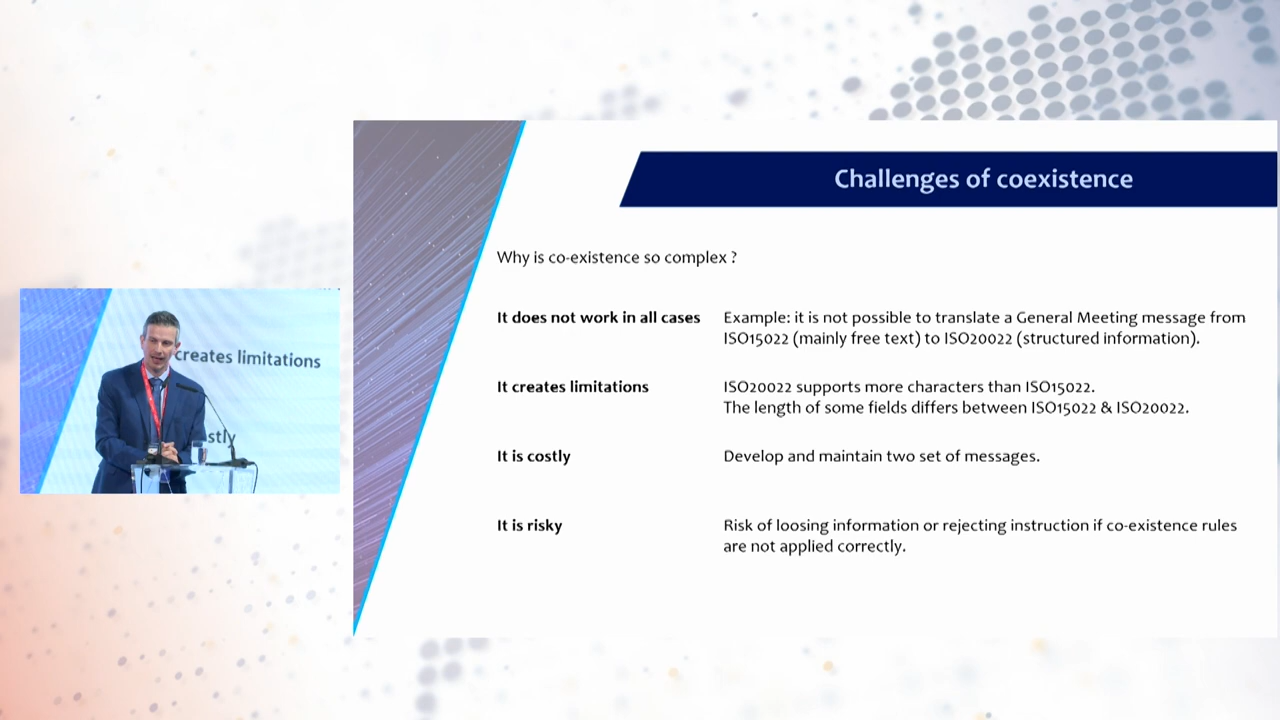 Challenges of coexistence
Why is co-existence so complex ?
It does not work in all cases
Example: it is not possible to translate a General Meeting message from
ISO15022 (mainly free text) to ISO20022 (structured information).
It creates limitations
ISO20022 supports more characters than ISO15022.
The length of some fields differs between ISO15022 & ISO20022.
It is costly
Develop and maintain two set of messages.
It is risky
Risk of loosing information or rejecting instruction if co-existence rules
are not applied correctly.
creates limitations
stly